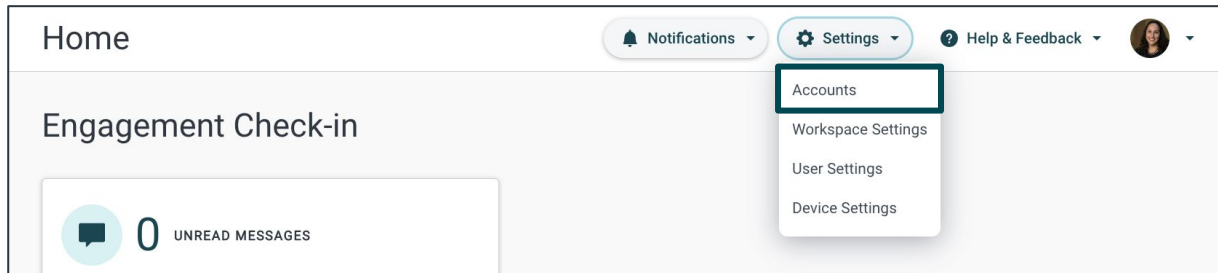 Home
Notifications
Settings
Help & Feedback
Accounts
Workspace Settings
User Settings
Device Settings
Engagement Check-in
0 UNREAD MESSAGES